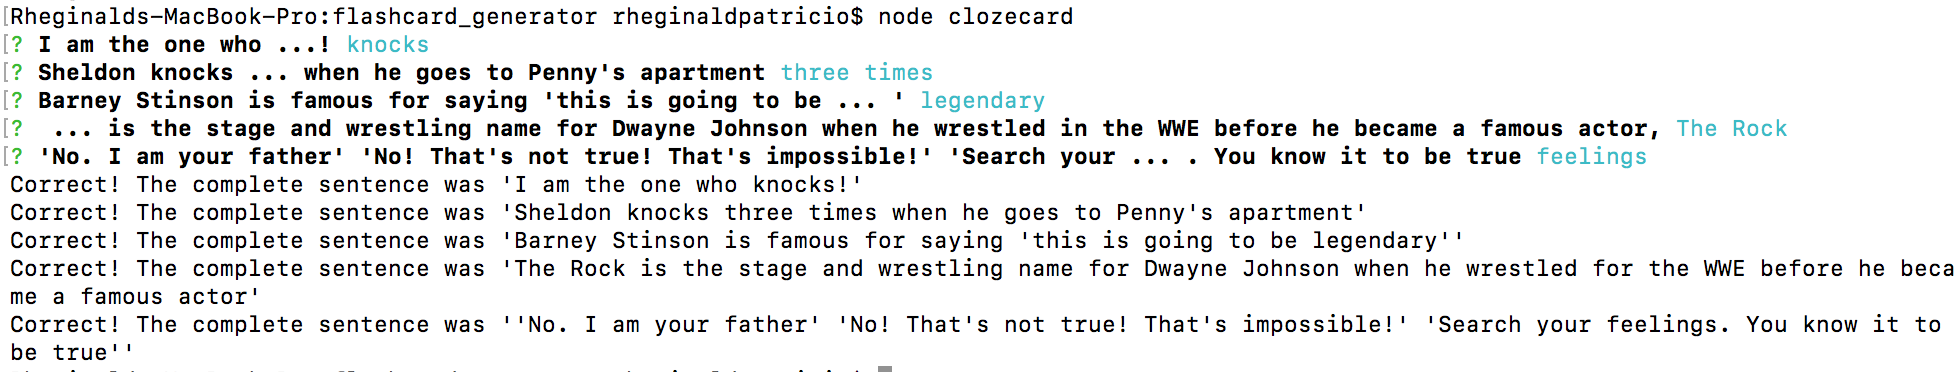 [Rheginalds-MacBook-Pro:flashcard_generator rheginaldpatricio$ node clozecard
[? I am the one who ...! knocks
[? Sheldon knocks ... when he goes to Penny's apartment three times
[? Barney Stinson is famous for saying 'this is going to be ... ' legendary
[?  ... is the stage and wrestling name for Dwayne Johnson when he wrestled in the WWE before he became a famous actor, The Rock
[? 'No. I am your father' 'No! That's not true! That's impossible!' 'Search your ... . You know it to be true feelings
Correct! The complete sentence was 'I am the one who knocks!'
Correct! The complete sentence was 'Sheldon knocks three times when he goes to Penny's apartment'
Correct! The complete sentence was 'Barney Stinson is famous for saying 'this is going to be legendary''
Correct! The complete sentence was 'The Rock is the stage and wrestling name for Dwayne Johnson when he wrestled for the WWE before he beca
me a famous actor'
Correct! The complete sentence was ''No. I am your father' 'No! That's not true! That's impossible!' 'Search your feelings. You know it to
be true''